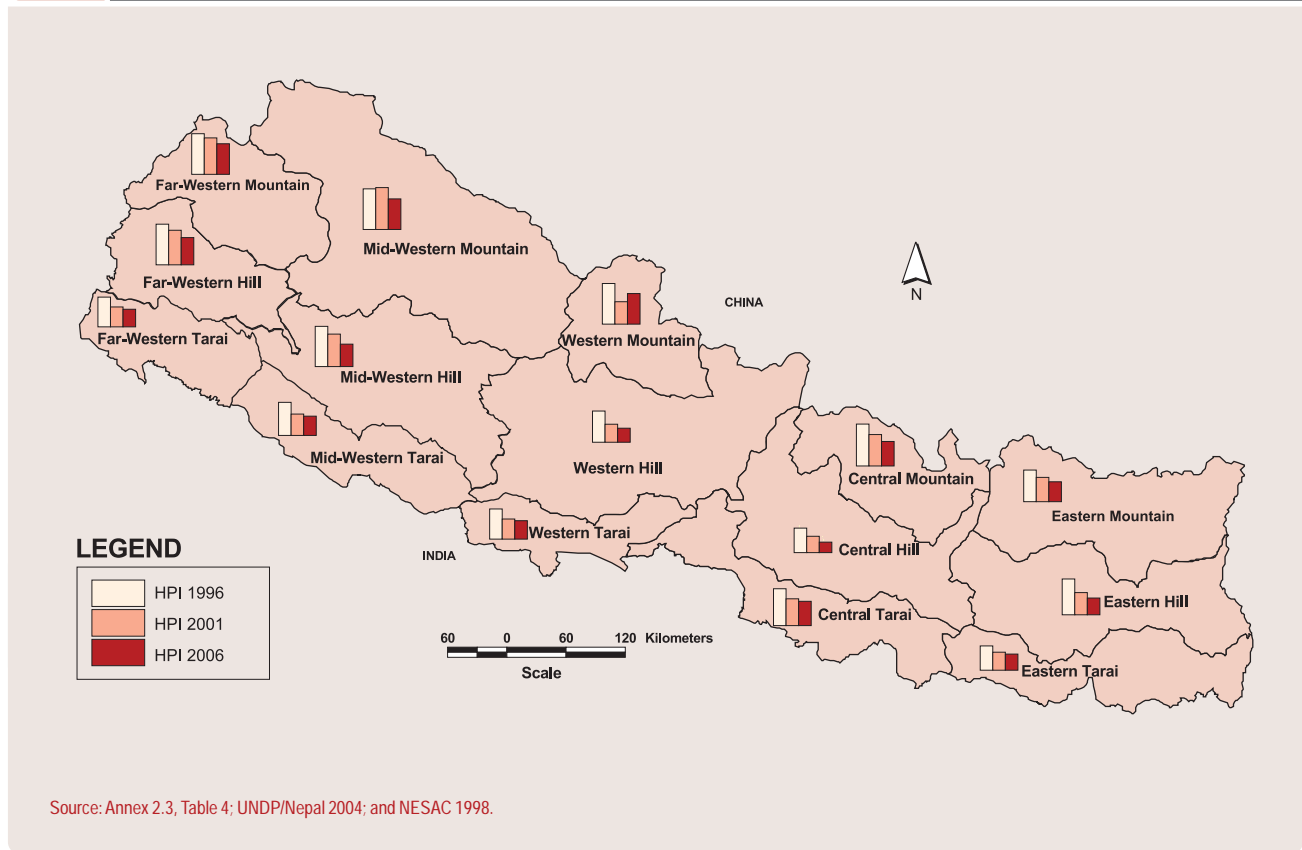 Far-Western Mountain
Mid-Western Mountain
Far-Western Hill
N
CHINA
Far-Western Tarai
Western Mountain
Mid-Western Hill
Mid-Western Tarai
Western Hill
Central Mountain
Eastern Mountain
Western Tarai
INDIA
Central Hill
Eastern Hill
Central Tarai
Eastern Tarai
LEGEND
HPI 1996
HPI 2001
HPI 2006
60 0 60 120 Kilometers
Scale
Source: Annex 2.3, Table 4; UNDP/Nepal 2004; and NESAC 1998.